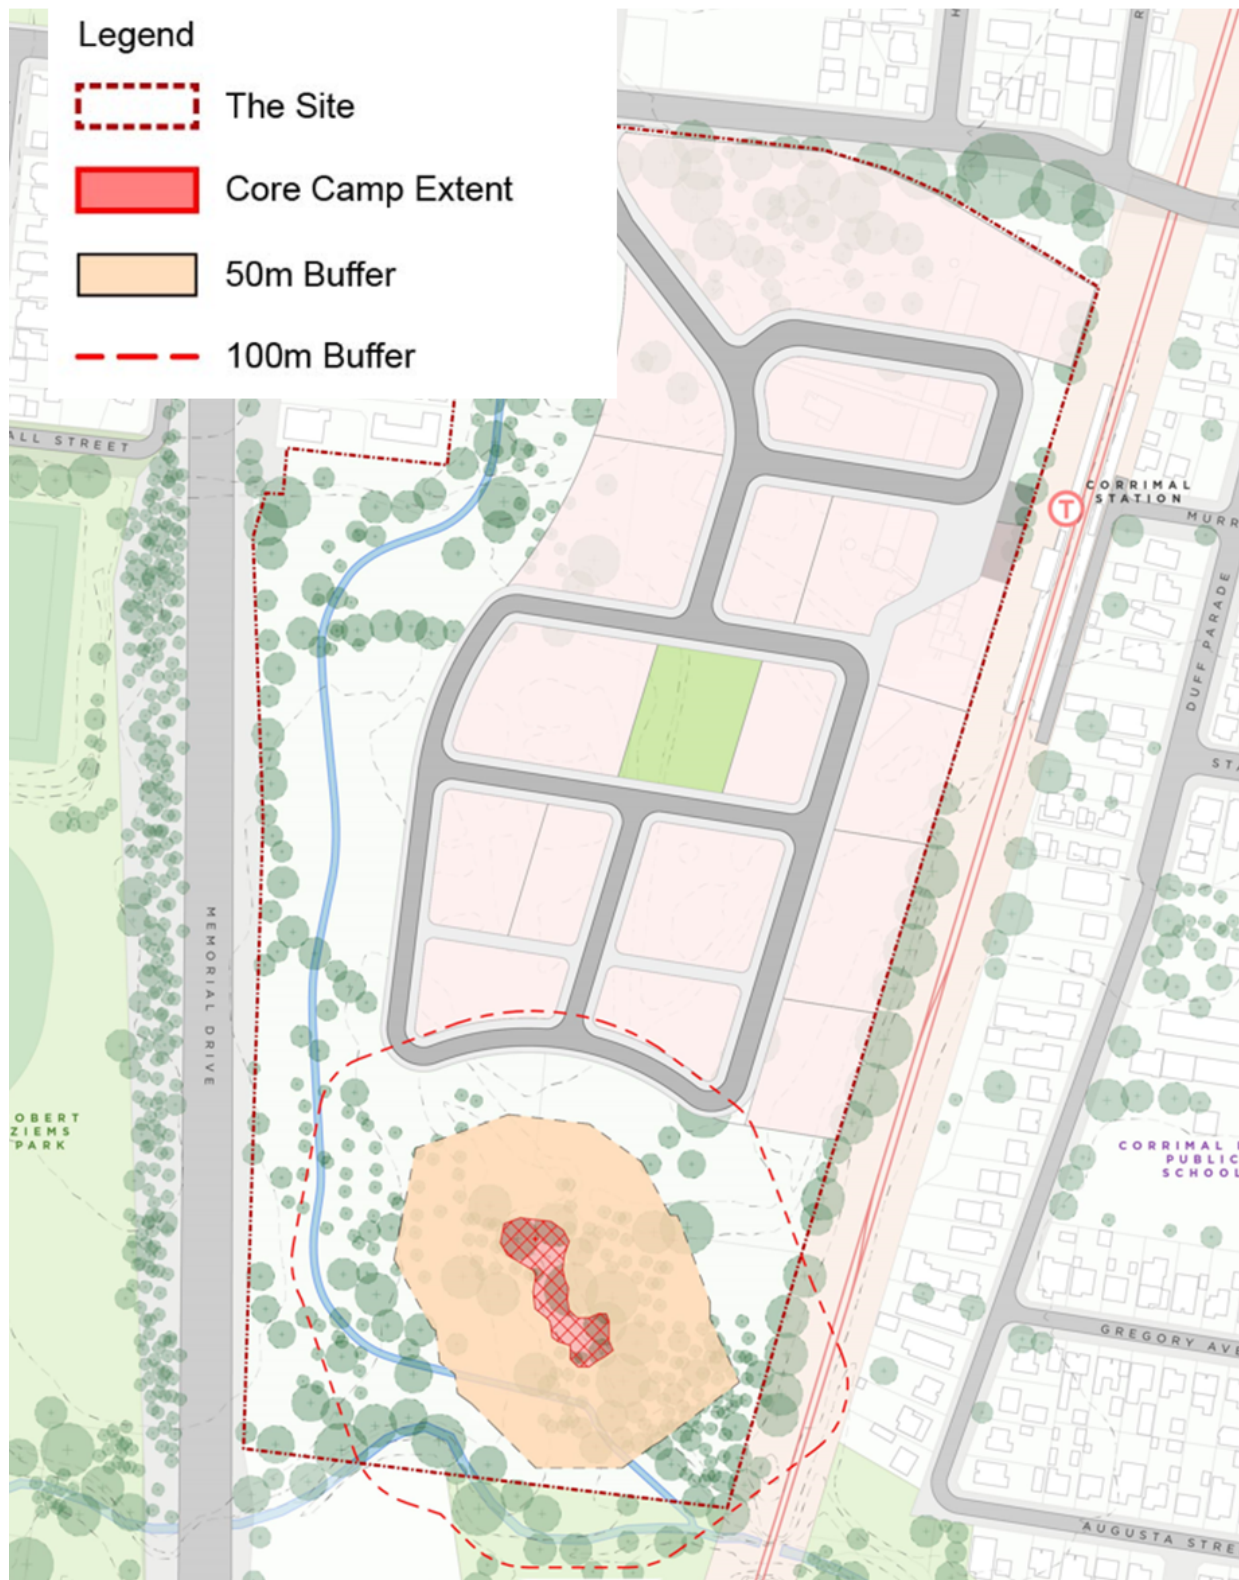 Legend
The Site
Core Camp Extent
50m Buffer
100m Buffer
ALL STREET
CORRIMAL
STATION
T
MURR
DUFF PARADE
STA
MEMORIAL DRIVE
OBERT
ZIEMS
PARK
CORRIMAL
PUBLIC
SCHOOL
GREGORY AVE
AUGUSTA STRE